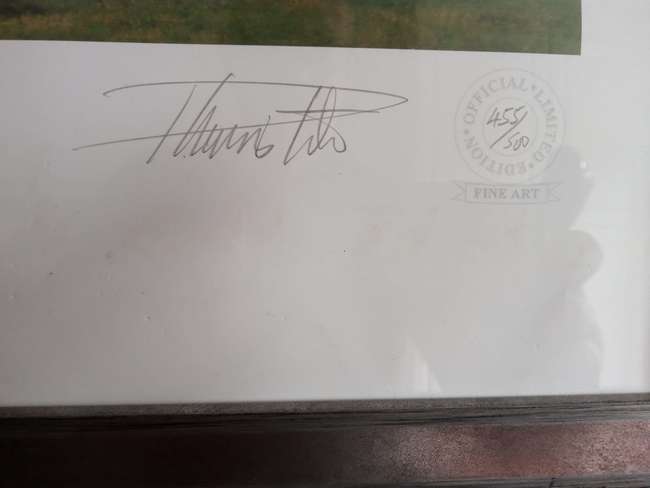 OFFICIAL • LIMITED • EDITION •
455/500
FINE ART